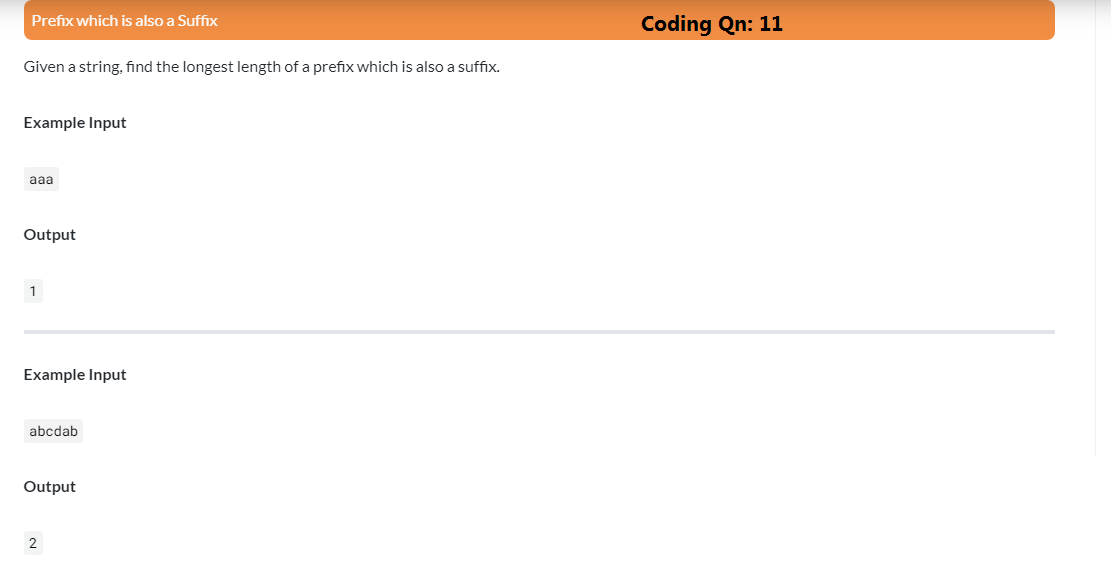 Prefix which is also a Suffix
Coding Qn: 11
Given a string, find the longest length of a prefix which is also a suffix.
Example Input
aaa
Output
1
Example Input
abcdab
Output
2